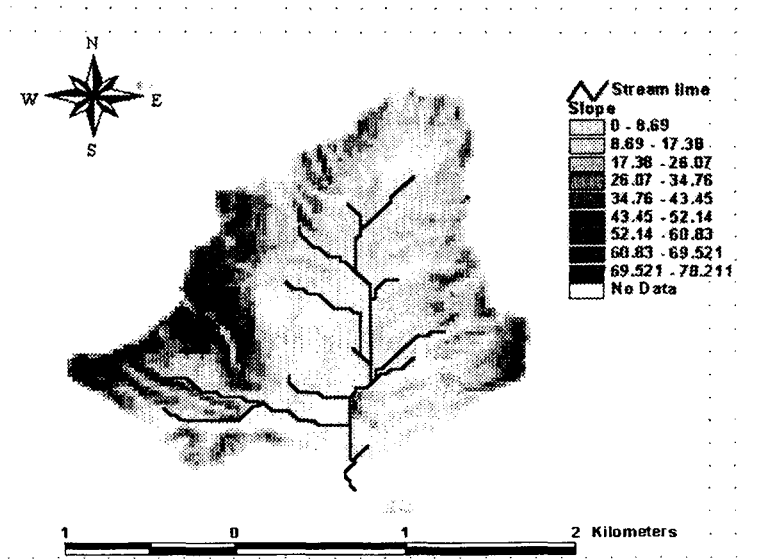 N
W E
S
Stream line
Slope
0 - 8.69
8.69 - 17.38
17.38 - 26.07
26.07 - 34.76
34.76 - 43.45
43.45 - 52.14
52.14 - 60.83
60.83 - 69.521
69.521 - 78.211
No Data
1 0 1 2 Kilometers